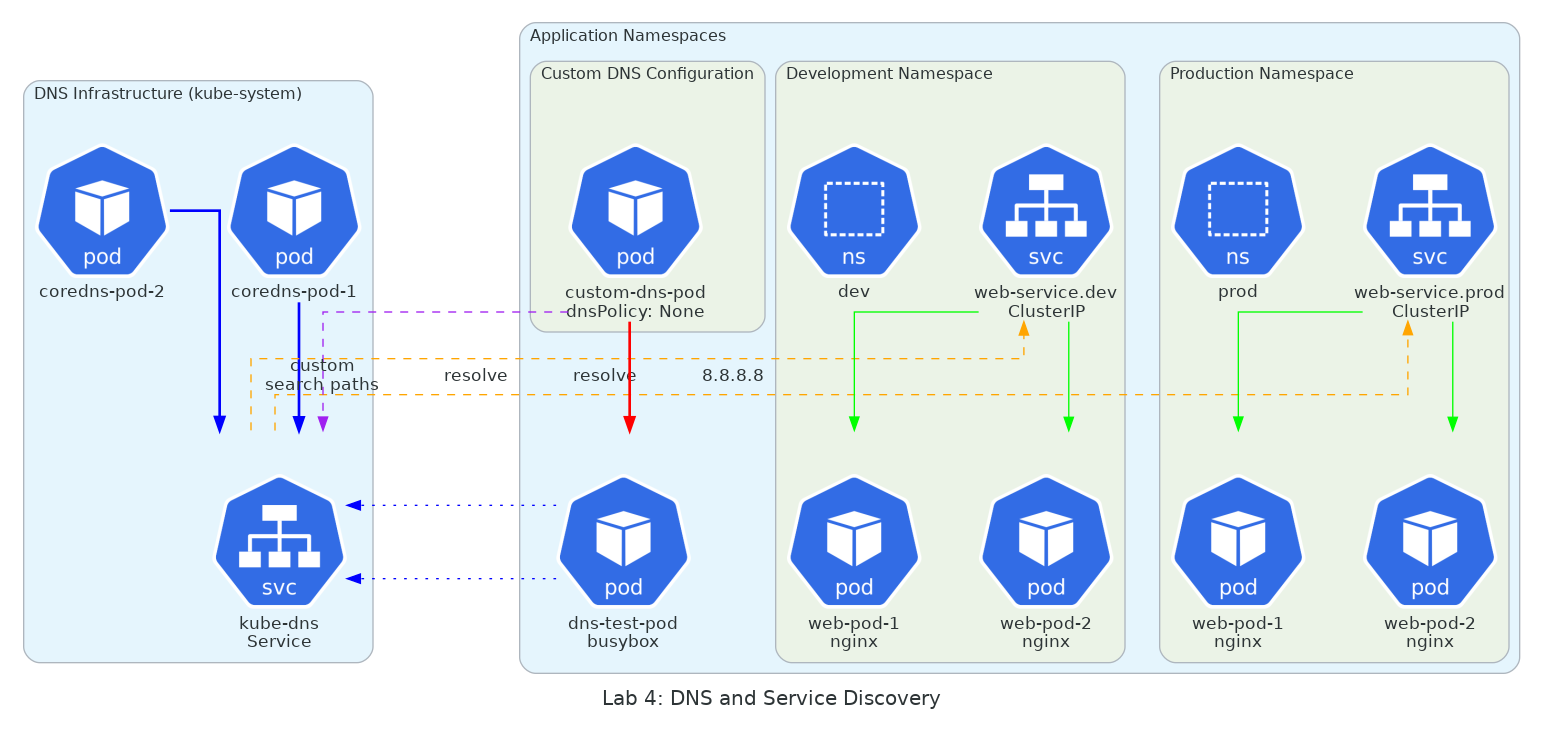 Application Namespaces
Custom DNS Configuration
Development Namespace
Production Namespace
DNS Infrastructure (kube-system)
pod
pod
pod
ns
svc
ns
svc
coredns-pod-2
coredns-pod-1
custom-dns-pod
dnsPolicy: None
dev
web-service.dev
ClusterIP
prod
web-service.prod
ClusterIP
custom
search paths
resolve
resolve
8.8.8.8
svc
pod
pod
pod
pod
pod
kube-dns
Service
dns-test-pod
busybox
web-pod-1
nginx
web-pod-2
nginx
web-pod-1
nginx
web-pod-2
nginx
Lab 4: DNS and Service Discovery